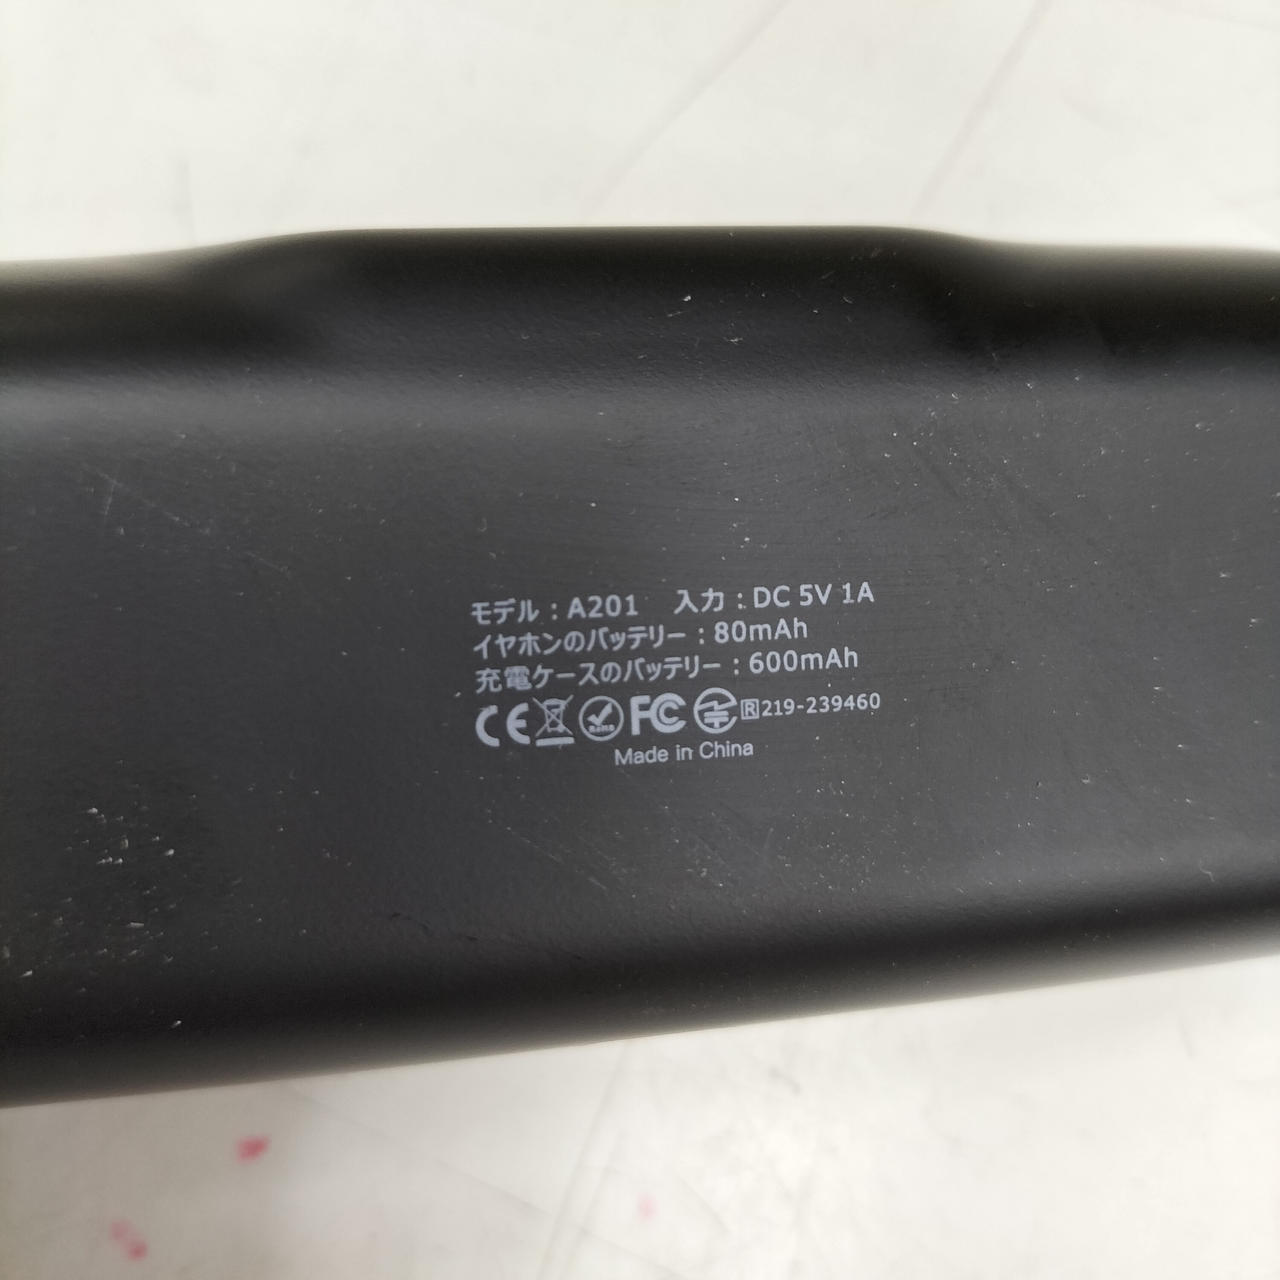 モデル：A201　入力：DC 5V 1A
イヤホンのバッテリー：80mAh
充電ケースのバッテリー：600mAh
CE RoHS FC R 219-239460
Made in China